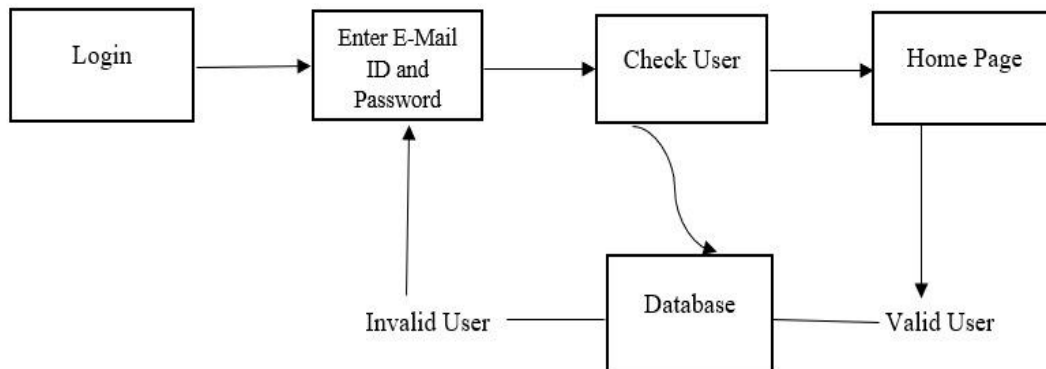 Login
Enter E-Mail
ID and
Password
Check User
Home Page
Invalid User
Database
Valid User